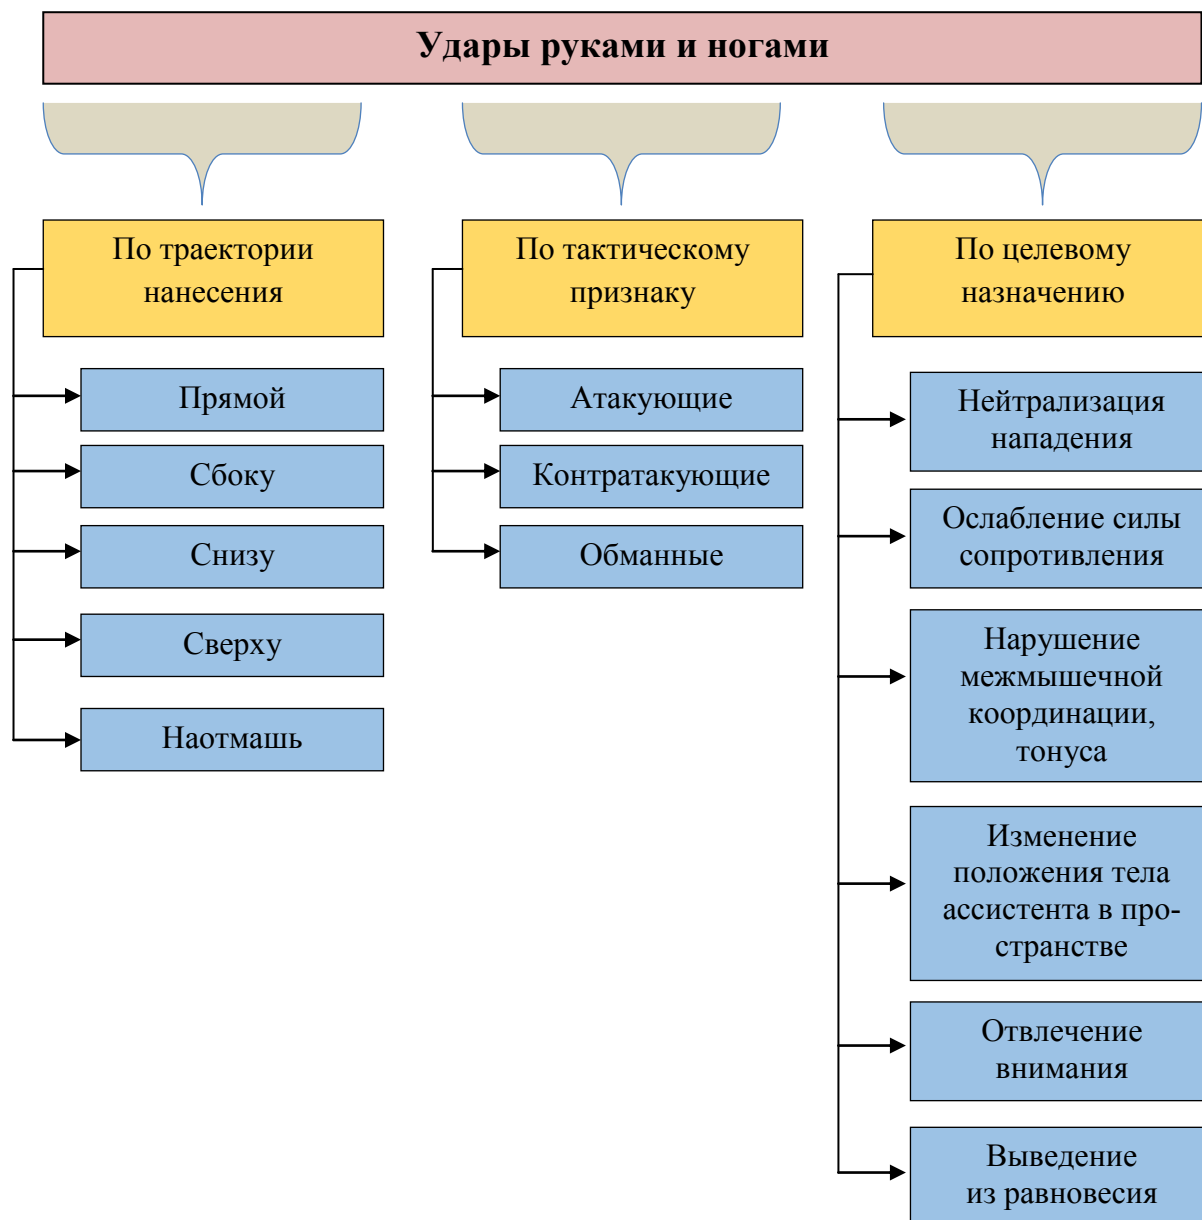 Удары руками и ногами
По траектории
нанесения
Прямой
Сбоку
Снизу
Сверху
Наотмашь
По тактическому
признаку
Атакующие
Контратакующие
Обманные
По целевому
назначению
Нейтрализация
нападения
Ослабление силы
сопротивления
Нарушение
межмышечной
координации,
тонуса
Изменение
положения тела
ассистента в про-
странстве
Отвлечение
внимания
Выведение
из равновесия